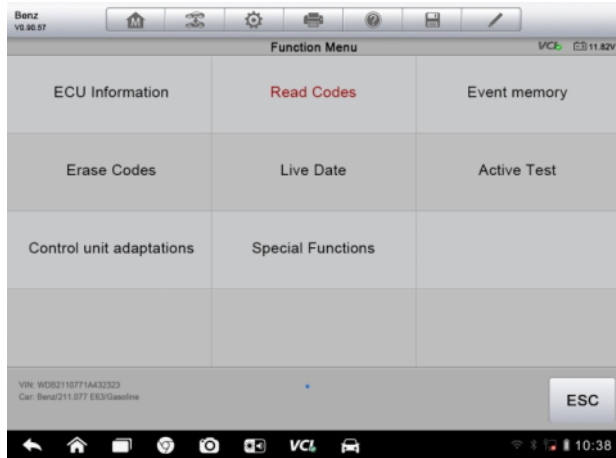 Benz
V0.90.57
Function Menu
VCI 11.82V
ECU Information
Read Codes
Event memory
Erase Codes
Live Date
Active Test
Control unit adaptations
Special Functions
VIN: WDB2110771A432323
Car: Benz/211.077 E63/Gasoline
ESC
VCI
10:38